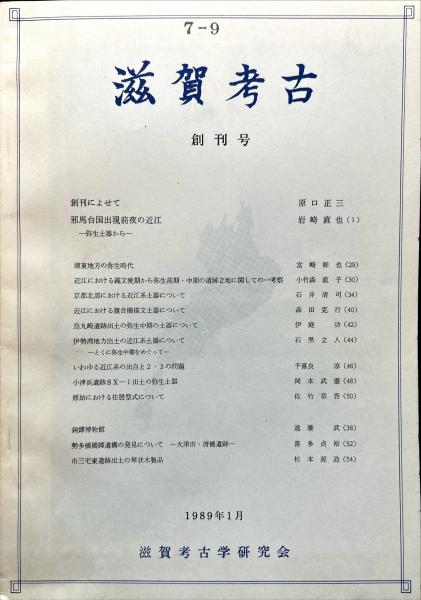 7-9
滋賀考古
創刊号
創刊によせて 原口正三
邪馬台国出現前夜の近江 岩崎直也(1)
―弥生土器から―
湖東地方の弥生時代 宮崎幹也(29)
近江における縄文晩期から弥生前期・中期の遺跡立地に関しての一考察 小竹森直子(30)
京都北部における近江系土器について 石井清司(34)
近江における複合櫛描文土器について 森田克行(40)
烏丸崎遺跡出土の弥生中期の土器について 伊庭功(42)
伊勢湾地方出土の近江系土器について 石黒立人(44)
―とくに弥生中期をめぐって―
いわゆる近江系の出自と2・3の問題 千喜良淳(46)
小津浜遺跡SX-1出土の弥生土器 岡本武憲(48)
原始における住居型式について 佐竹章吾(50)
銅鐸博物館 進藤武(38)
勢多橋橋脚遺構の発見について ―大津市・唐橋遺跡― 喜多貞裕(52)
市三宅東遺跡出土の琴状木製品 杉本源造(54)
1989年1月
滋賀考古学研究会